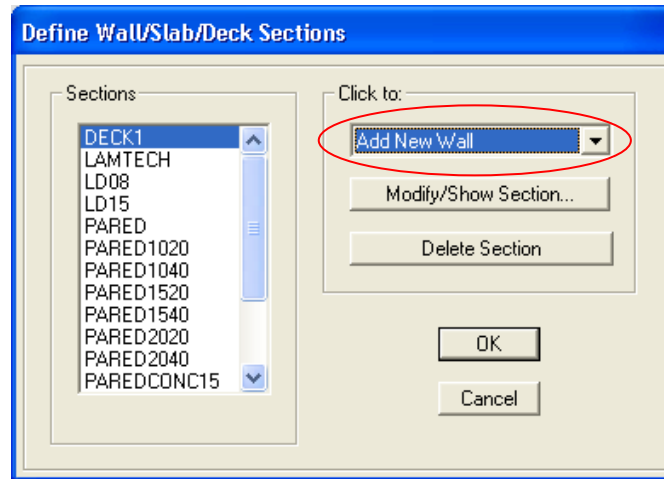 Define Wall/Slab/Deck Sections
Sections
DECK1
LAMTECH
LD08
LD15
PARED
PARED1020
PARED1040
PARED1520
PARED1540
PARED2020
PARED2040
PAREDCONC15
Click to:
Add New Wall
Modify/Show Section...
Delete Section
OK
Cancel